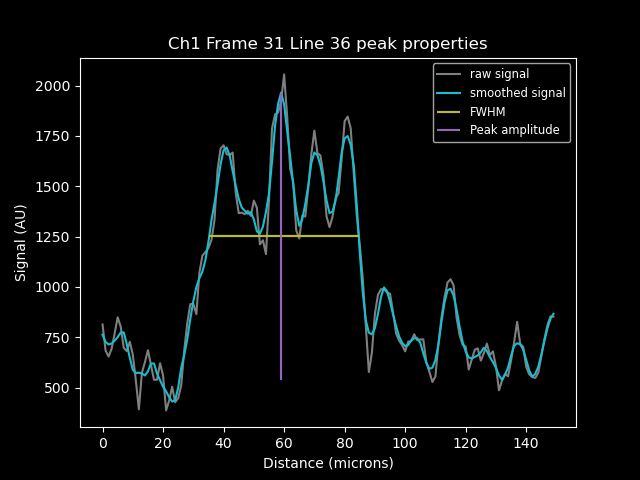 Ch1 Frame 31 Line 36 peak properties
raw signal
smoothed signal
FWHM
Peak amplitude
Signal (AU)
2000
1750
1500
1250
1000
750
500
0 20 40 60 80 100 120 140
Distance (microns)